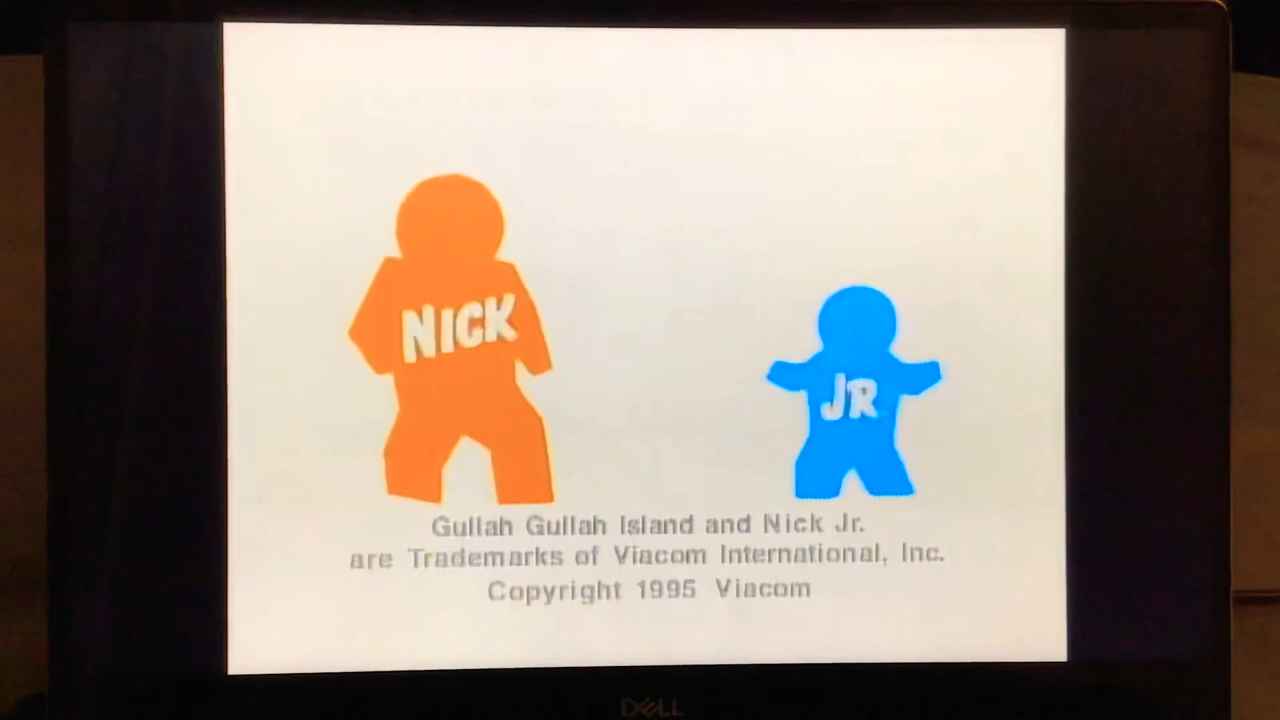 NICK
JR
Gullah Gullah Island and Nick Jr.
are Trademarks of Viacom International, Inc.
Copyright 1995 Viacom
DELL